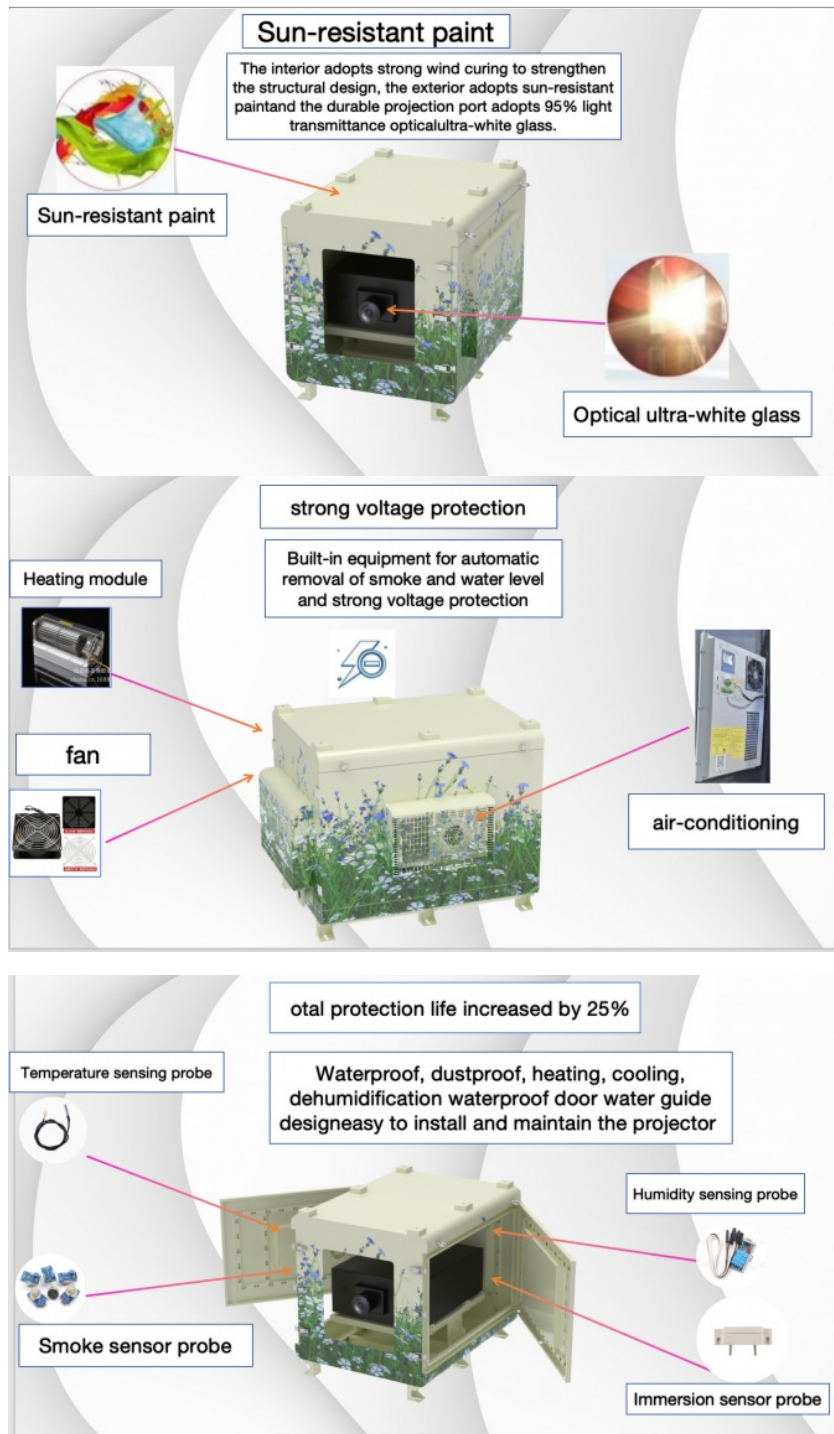 Sun-resistant paint
The interior adopts strong wind curing to strengthen
the structural design, the exterior adopts sun-resistant
paintand the durable projection port adopts 95% light
transmittance opticalultra-white glass.
Sun-resistant paint
Optical ultra-white glass
strong voltage protection
Built-in equipment for automatic
removal of smoke and water level
and strong voltage protection
Heating module
fan
air-conditioning
otal protection life increased by 25%
Temperature sensing probe
Waterproof, dustproof, heating, cooling,
dehumidification waterproof door water guide
designeasy to install and maintain the projector
Humidity sensing probe
Smoke sensor probe
Immersion sensor probe